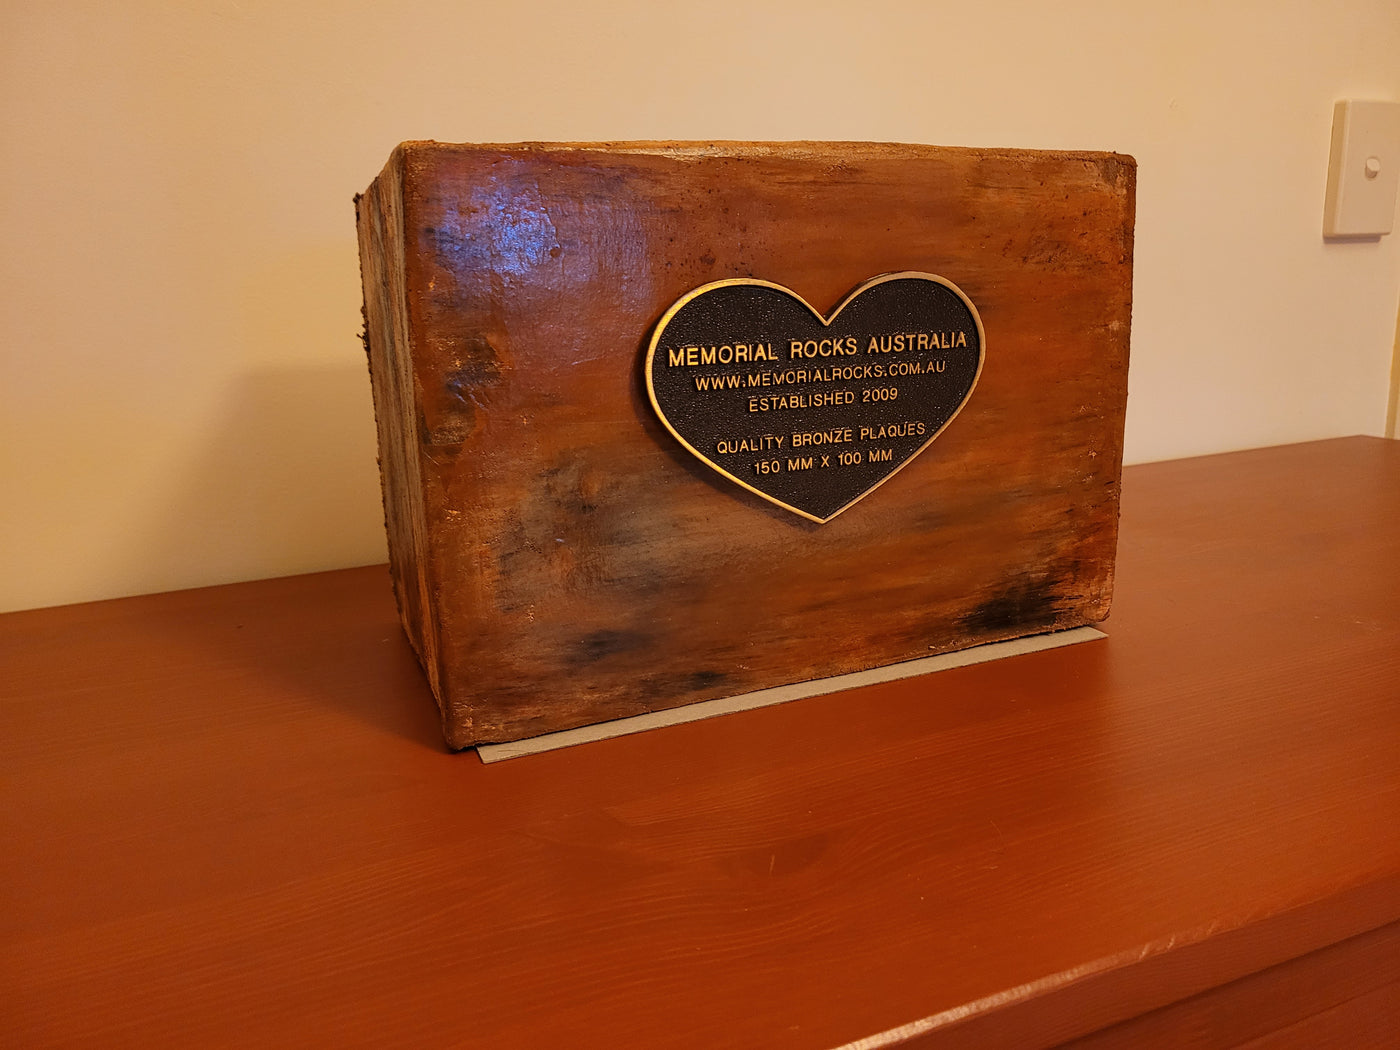 MEMORIAL ROCKS AUSTRALIA
WWW.MEMORIALROCKS.COM.AU
ESTABLISHED 2009
QUALITY BRONZE PLAQUES
150 MM X 100 MM